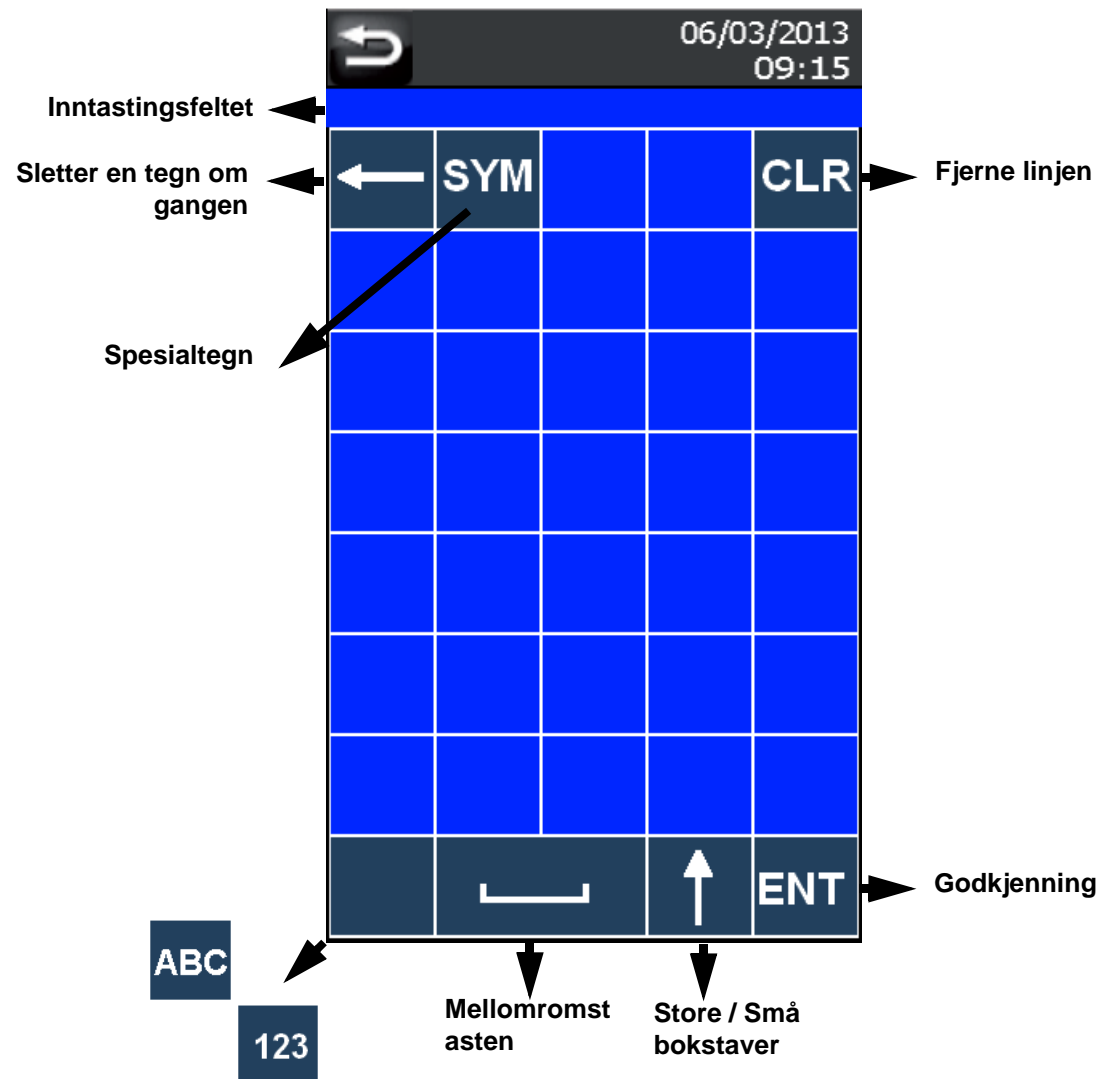 06/03/2013
09:15
Inntastingsfeltet
Sletter en tegn om
gangen
SYM
CLR
Fjerne linjen
Spesialtegn
ENT
Godkjenning
ABC
123
Mellomromst
asten
Store / Små
bokstaver